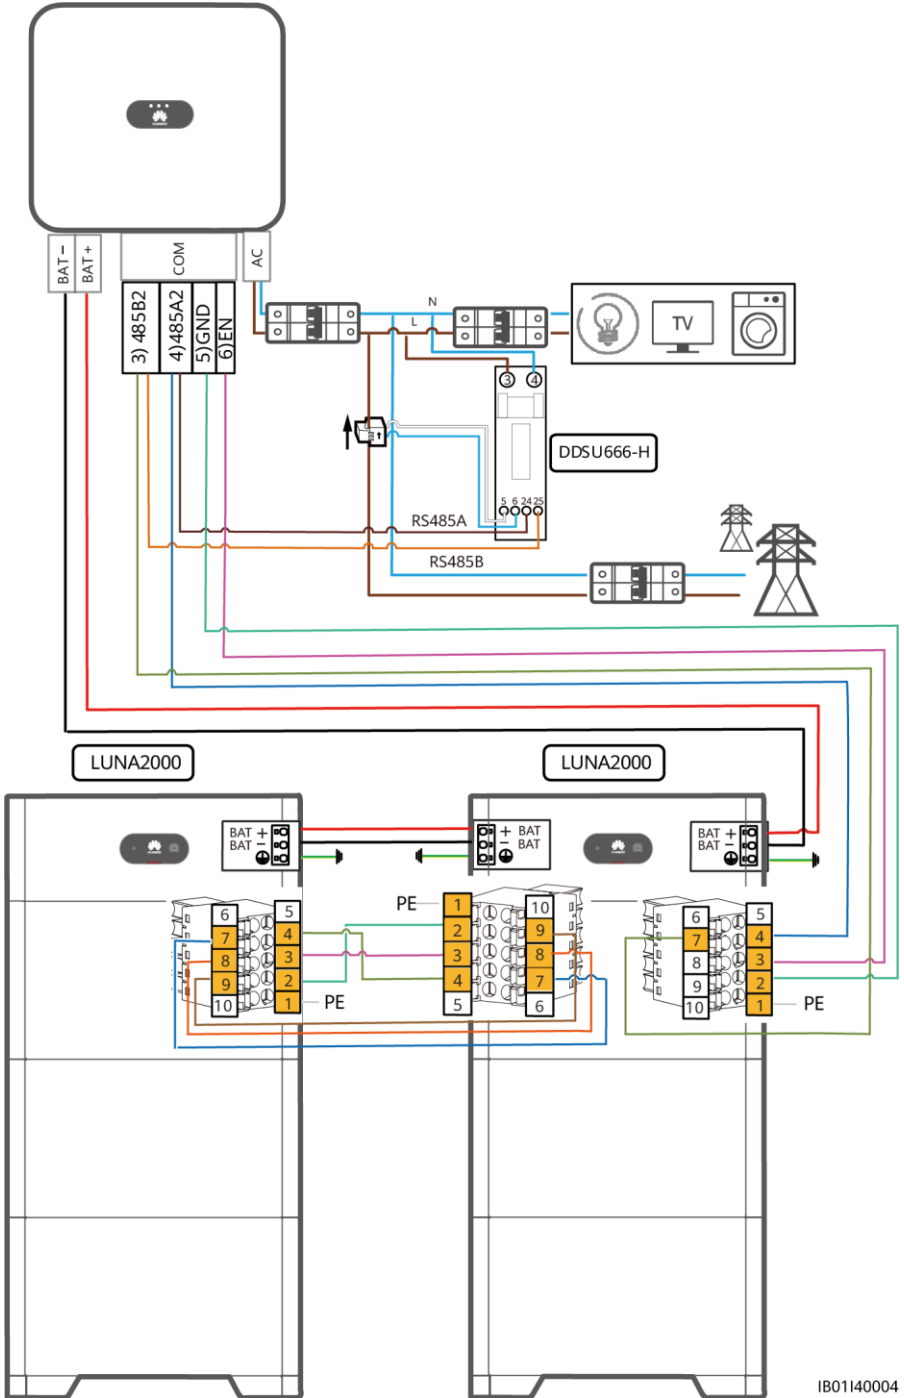 BAT −
BAT +
COM
AC
3) 485B2
4)485A2
5)GND
6)EN
N
L
TV
3
4
DDSU666-H
5 6 24 25
RS485A
RS485B
LUNA2000
LUNA2000
BAT +
BAT −
+ BAT
− BAT
BAT +
BAT −
6
7
8
9
10
5
4
3
2
1
PE
PE
1
2
3
4
5
10
9
8
7
6
6
7
8
9
10
5
4
3
2
1
PE
IB01I40004